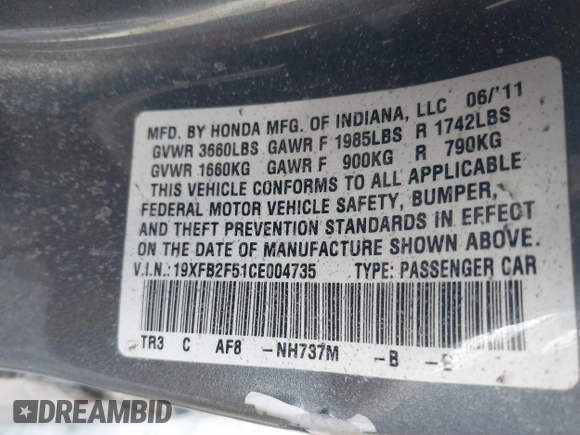 MFD. BY HONDA MFG. OF INDIANA, LLC 06/'11
GVWR 3660LBS GAWR F 1985LBS R 1742LBS
GVWR 1660KG GAWR F 900KG R 790KG
THIS VEHICLE CONFORMS TO ALL APPLICABLE
FEDERAL MOTOR VEHICLE SAFETY, BUMPER,
AND THEFT PREVENTION STANDARDS IN EFFECT
ON THE DATE OF MANUFACTURE SHOWN ABOVE.
V.I.N.: 19XFB2F51CE004735 TYPE: PASSENGER CAR
TR3 C AF8 -NH737M -B -
DREAMBID